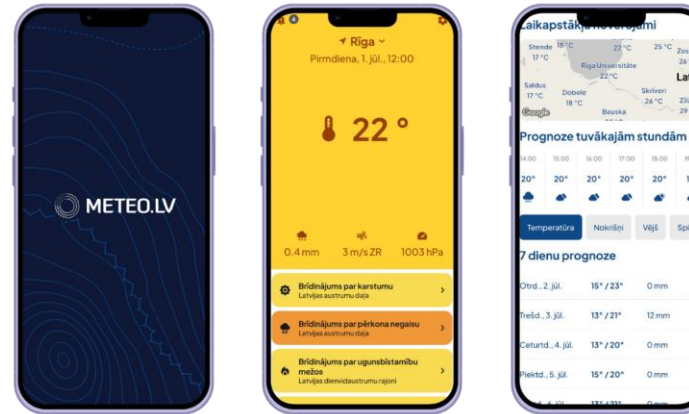 METEO.LV
4
Rīga
Pirmdiena, 1. jūl., 12:00
22°
0.4 mm 3 m/s ZR 1003 hPa
Brīdinājums par karstumu
Latvijas austrumu daļa
Brīdinājums par pērkona negaisu
Latvijas austrumu daļa
Brīdinājums par ugunsbīstamību
mežos
Latvijas dienvidaustrumu rajoni
Stende 18°C 22°C 25°C
17°C 26
Rīga Universitāte
22°C
Saldus
17°C
Dobele
18°C
Skrīveri
26°C
Bauska
29
Google
Prognoze tuvākajām stundām
14:00 15:00 16:00 17:00 18:00
20° 20° 20° 20° 20°
Temperatūra Nokrišņi Vējš
7 dienu prognoze
Otrd., 2. jūl. 15° / 23° 0 mm
Trešd., 3. jūl. 13° / 21° 12 mm
Ceturtd., 4. jūl. 13° / 20° 0 mm
Piektd., 5. jūl. 15° / 20° 0 mm